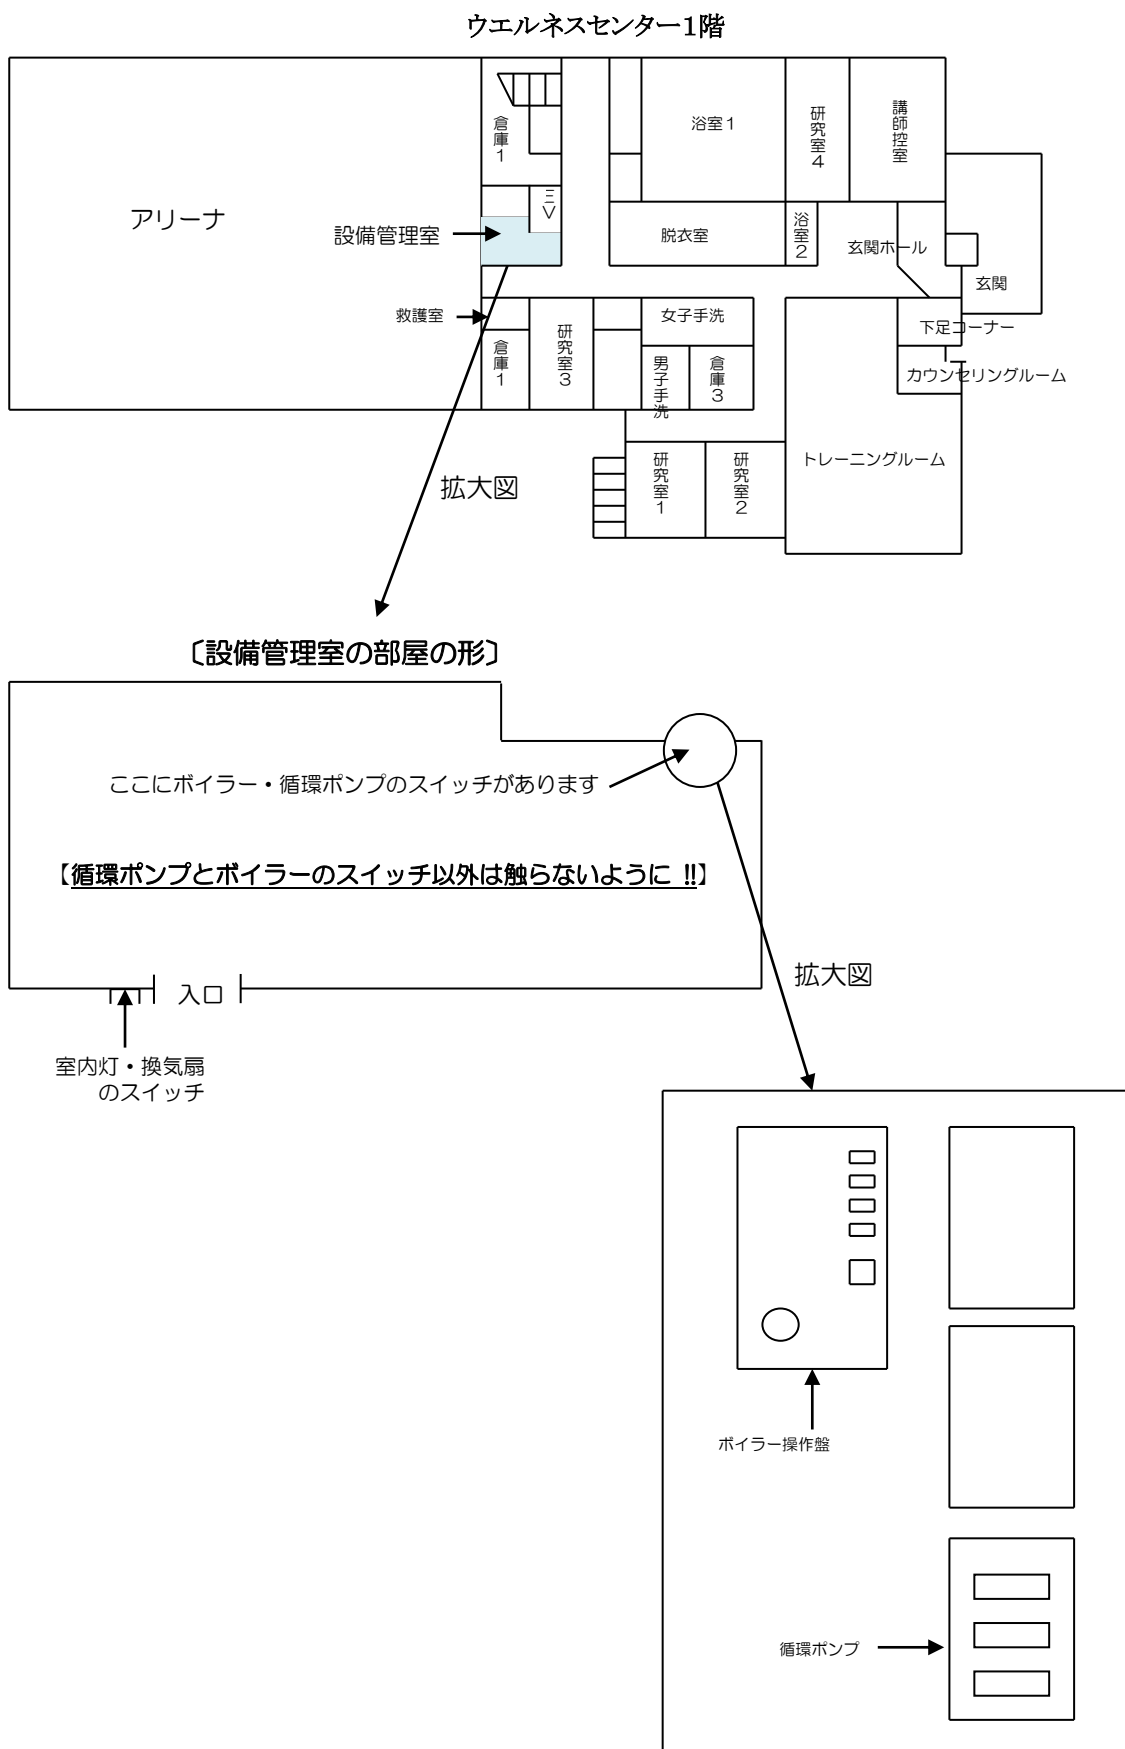 ウエルネスセンター1階
アリーナ
倉庫1
浴室1
研究室4
講師控室
設備管理室
脱衣室
浴室2
玄関ホール
玄関
救護室
倉庫1
研究室3
女子手洗
男子手洗
倉庫3
下足コーナー
カウンセリングルーム
トレーニングルーム
研究室1
研究室2
拡大図
〔設備管理室の部屋の形〕
ここにボイラー・循環ポンプのスイッチがあります
【循環ポンプとボイラーのスイッチ以外は触らないように !!】
入口
室内灯・換気扇
のスイッチ
拡大図
ボイラー操作盤
循環ポンプ